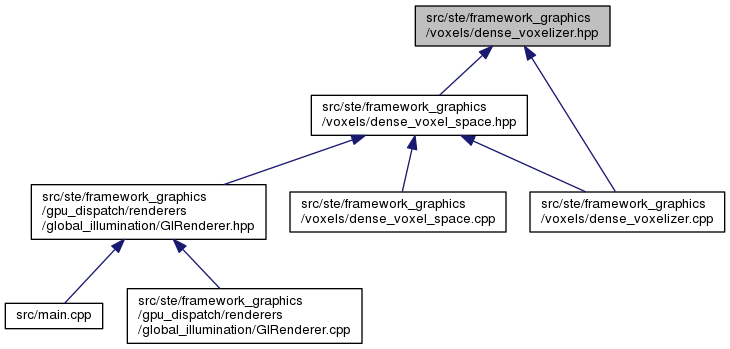 src/ste/framework_graphics
/voxels/dense_voxelizer.hpp
src/ste/framework_graphics
/voxels/dense_voxel_space.hpp
src/ste/framework_graphics
/gpu_dispatch/renderers
/global_illumination/GIRenderer.hpp
src/ste/framework_graphics
/voxels/dense_voxel_space.cpp
src/ste/framework_graphics
/voxels/dense_voxelizer.cpp
src/main.cpp
src/ste/framework_graphics
/gpu_dispatch/renderers
/global_illumination/GIRenderer.cpp